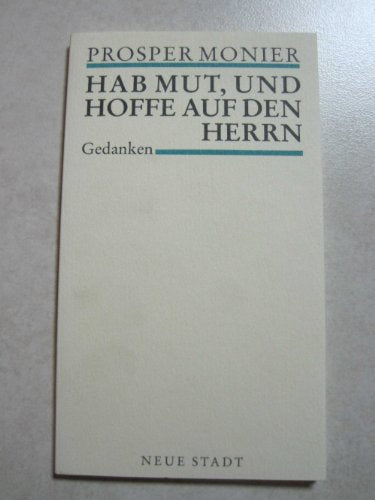 PROSPER MONIER
HAB MUT, UND
HOFFE AUF DEN
HERRN
Gedanken
NEUE STADT